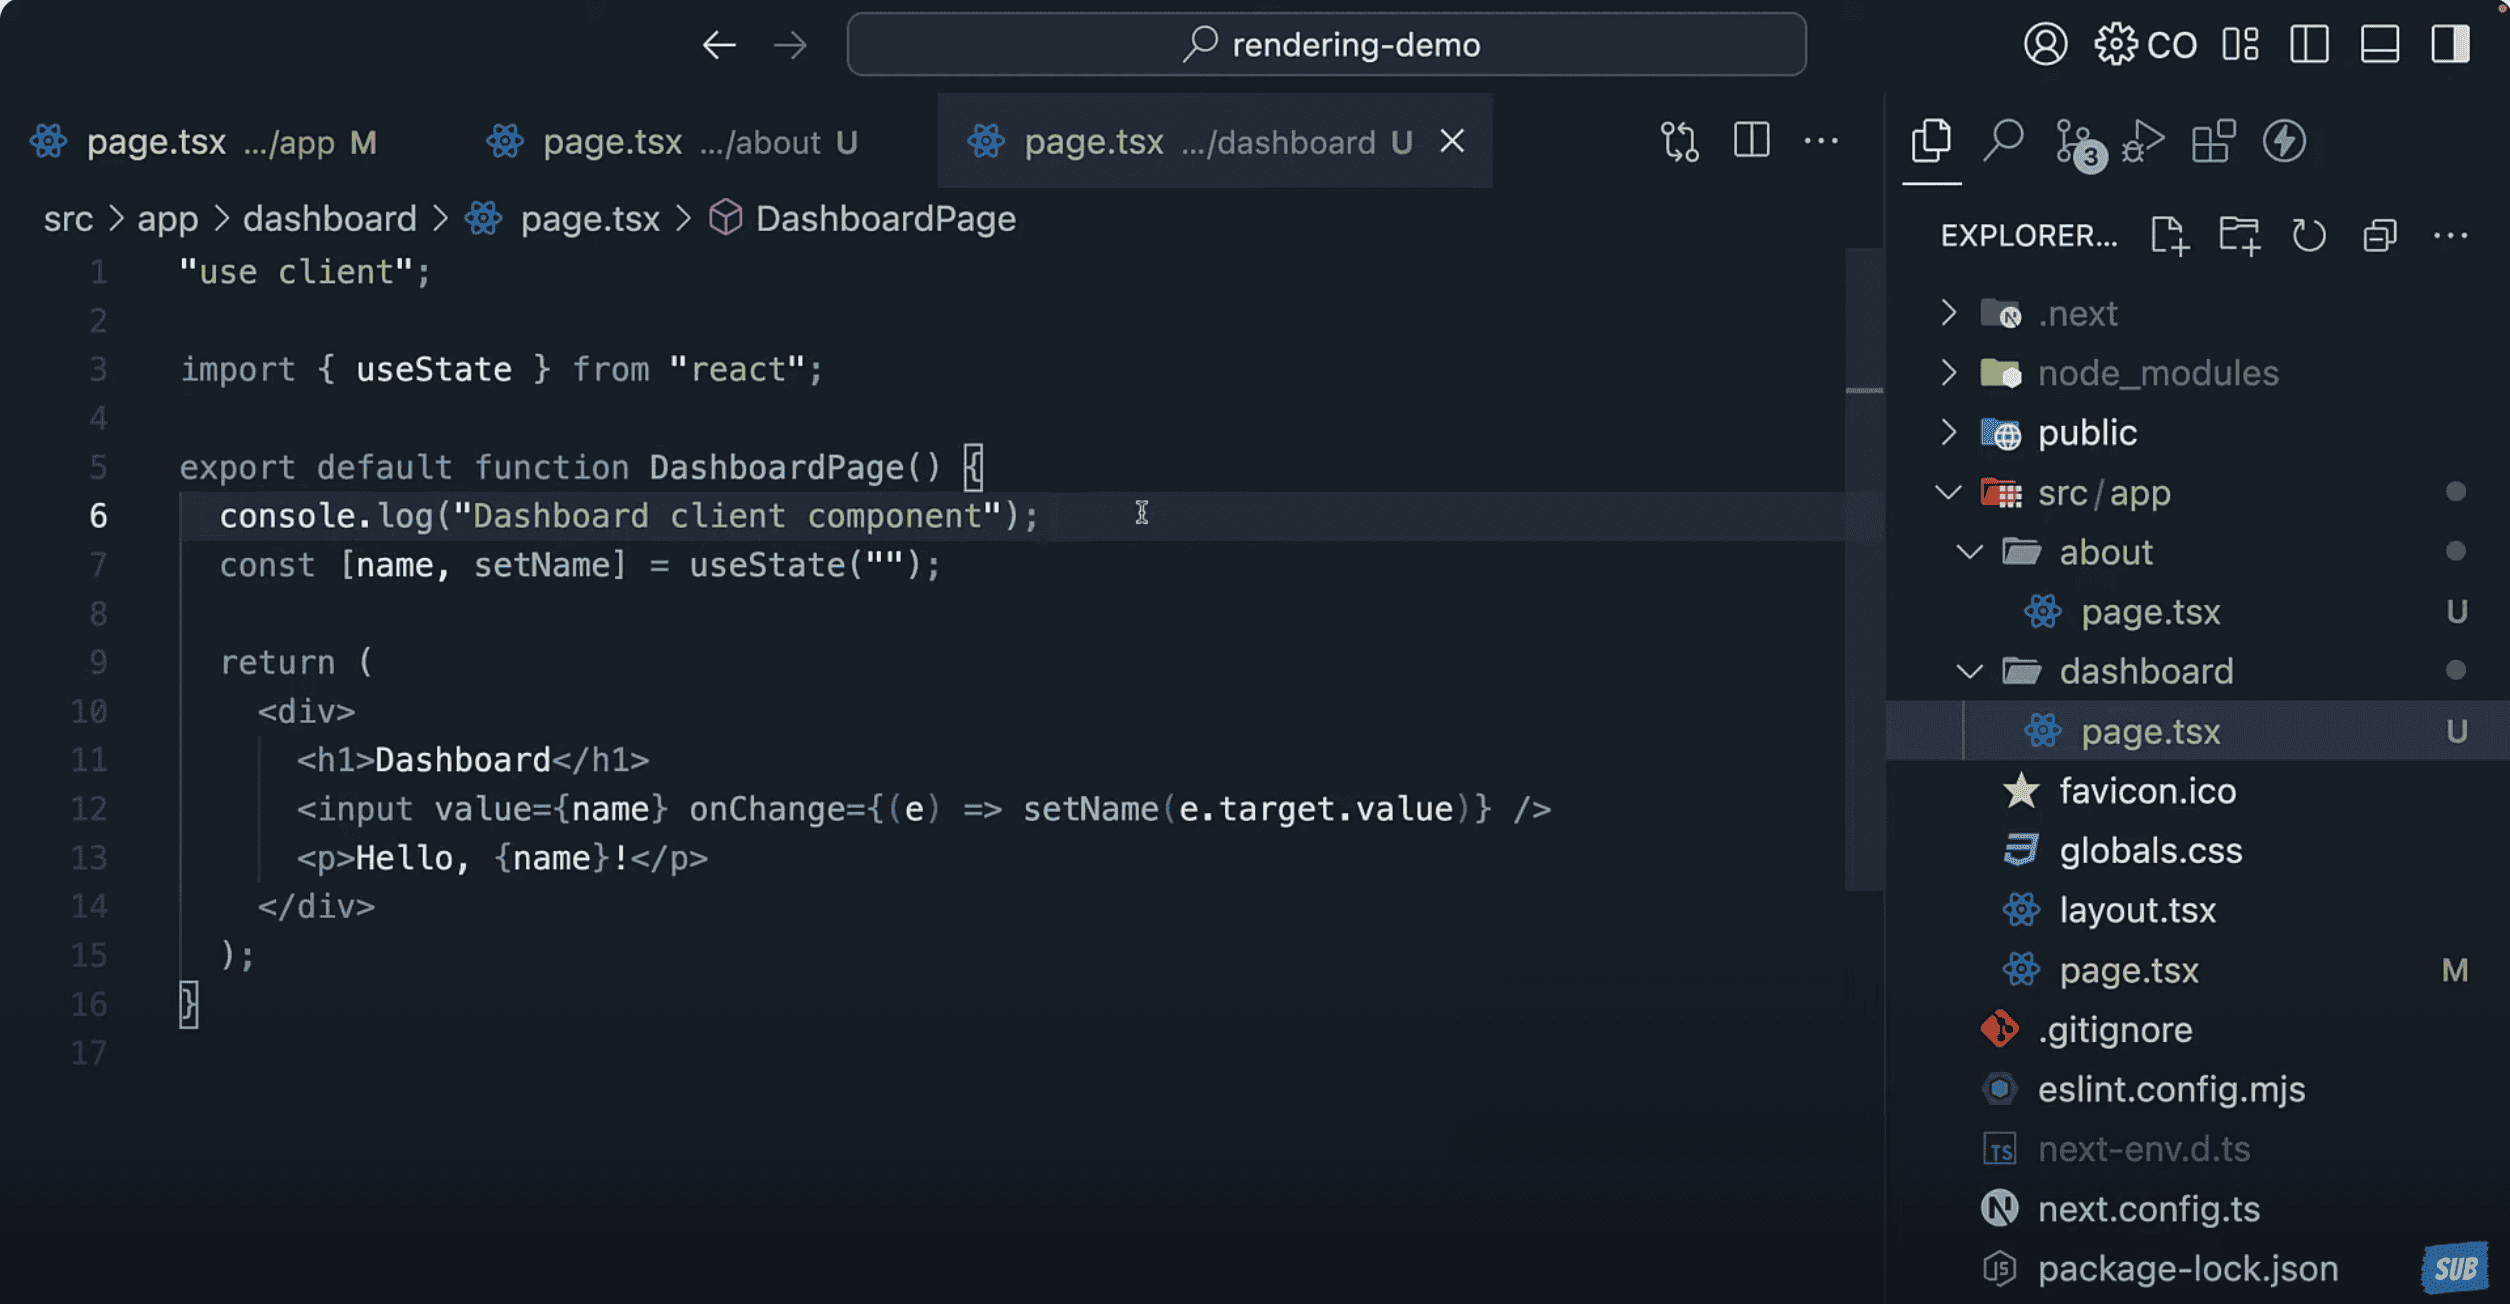 rendering-demo
CO
page.tsx .../app M
page.tsx .../about U
page.tsx .../dashboard U
3
src > app > dashboard > page.tsx > DashboardPage
1 "use client";
2
3 import { useState } from "react";
4
5 export default function DashboardPage() {
6 console.log("Dashboard client component");
7 const [name, setName] = useState("");
8
9 return (
10 <div>
11 <h1>Dashboard</h1>
12 <input value={name} onChange={(e) => setName(e.target.value)} />
13 <p>Hello, {name}!</p>
14 </div>
15 );
16 }
17
EXPLORER...
.next
node_modules
public
src/app
about
page.tsx U
dashboard
page.tsx U
favicon.ico
globals.css
layout.tsx
page.tsx M
.gitignore
eslint.config.mjs
TS next-env.d.ts
N next.config.ts
JS package-lock.json
SUB